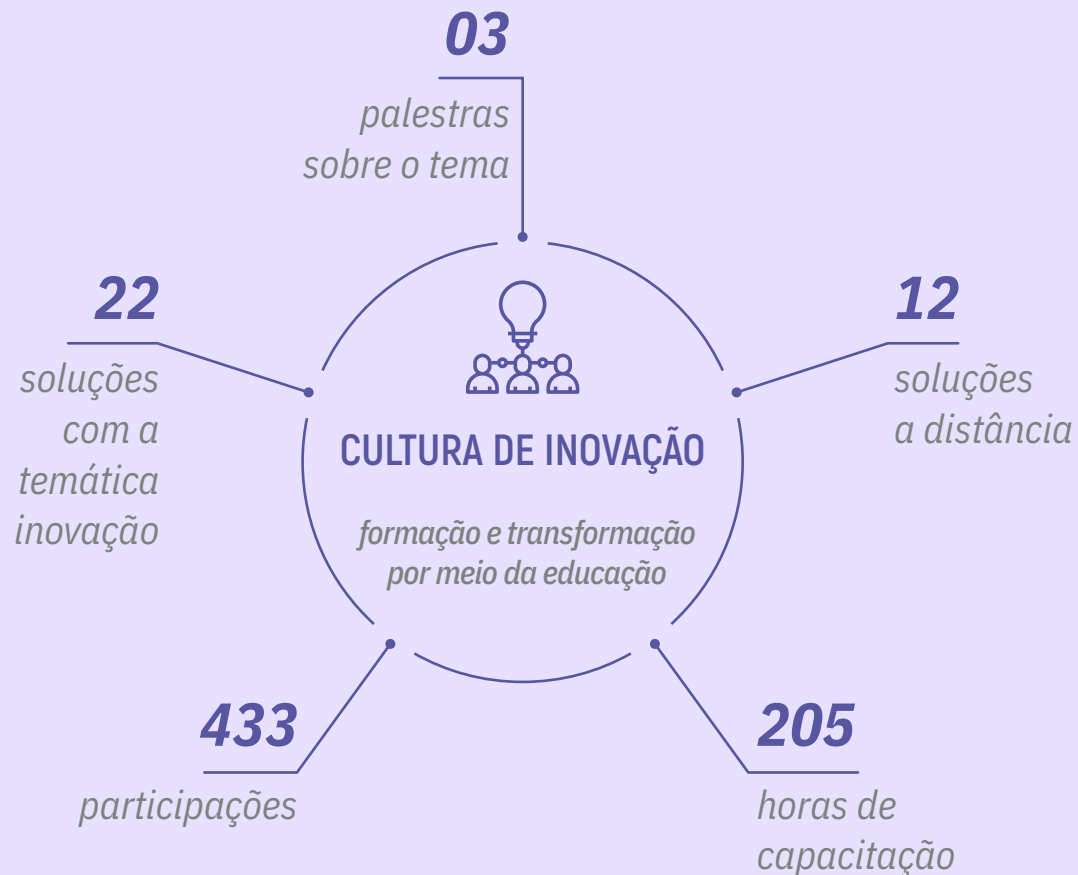 03
palestras
sobre o tema
22
soluções
com a
temática
inovação
12
soluções
a distância
CULTURA DE INOVAÇÃO
formação e transformação
por meio da educação
433
participações
205
horas de
capacitação